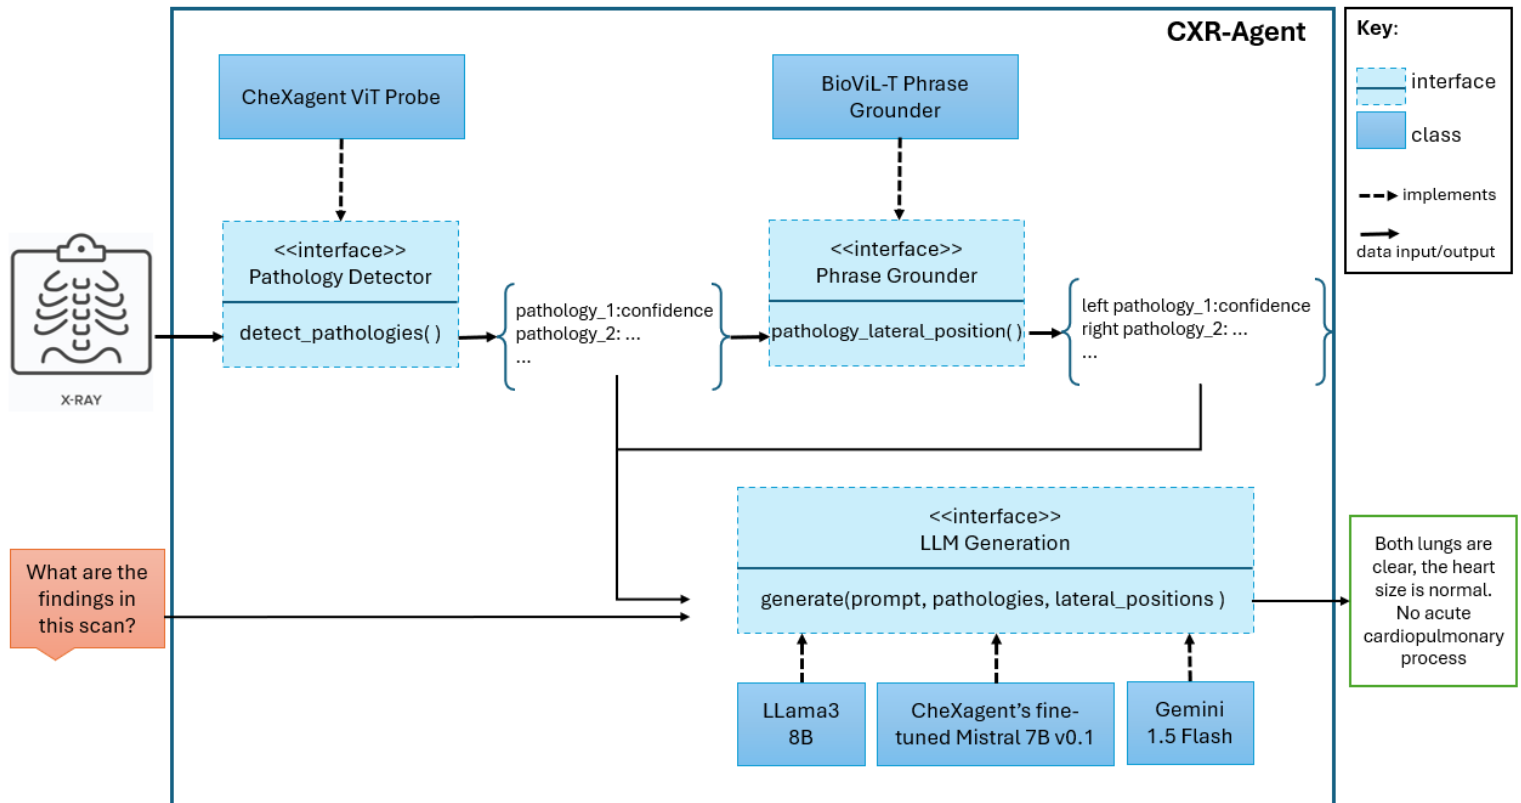 CXR-Agent
Key:
interface
class
implements
data input/output
CheXagent ViT Probe
BioViL-T Phrase
Grounder
<<interface>>
Pathology Detector
detect_pathologies( )
pathology_1:confidence
pathology_2: ...
...
<<interface>>
Phrase Grounder
pathology_lateral_position( )
left pathology_1:confidence
right pathology_2: ...
...
X-RAY
What are the
findings in
this scan?
<<interface>>
LLM Generation
generate(prompt, pathologies, lateral_positions )
Both lungs are
clear, the heart
size is normal.
No acute
cardiopulmonary
process
LLama3
8B
CheXagent’s fine-
tuned Mistral 7B v0.1
Gemini
1.5 Flash